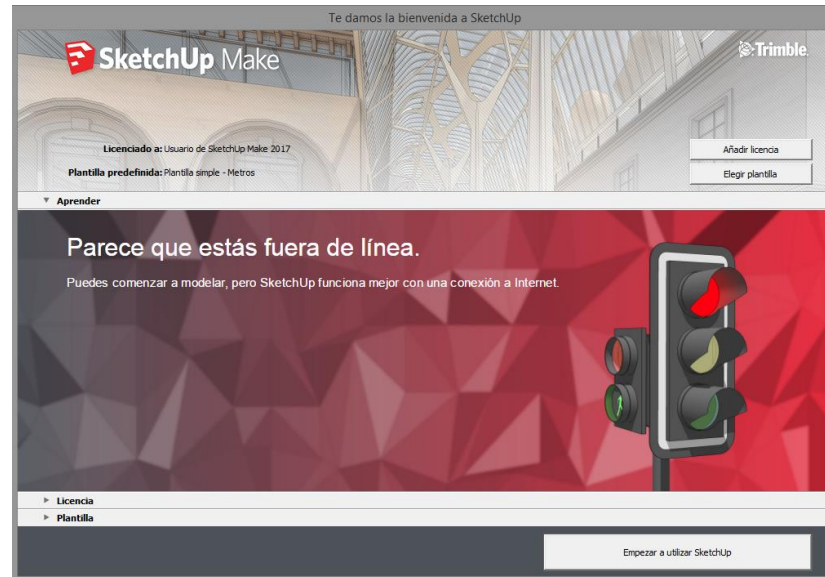 Te damos la bienvenida a SketchUp
SketchUp Make
Trimble.
Licenciado a: Usuario de SketchUp Make 2017
Añadir licencia
Plantilla predefinida: Plantilla simple - Metros
Elegir plantilla
Aprender
Parece que estás fuera de línea.
Puedes comenzar a modelar, pero SketchUp funciona mejor con una conexión a Internet.
Licencia
Plantilla
Empezar a utilizar SketchUp